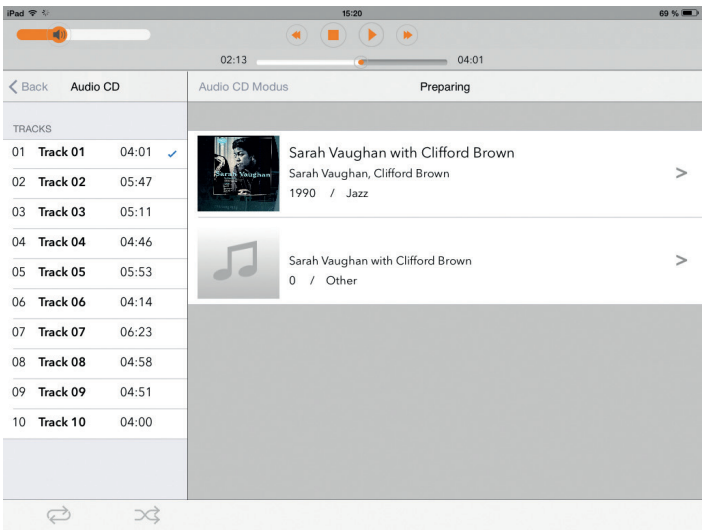 iPad 15:20 69 %
02:13 04:01
Back Audio CD Audio CD Modus Preparing
TRACKS
01 Track 01 04:01
02 Track 02 05:47
03 Track 03 05:11
04 Track 04 04:46
05 Track 05 05:53
06 Track 06 04:14
07 Track 07 06:23
08 Track 08 04:58
09 Track 09 04:51
10 Track 10 04:00
Sarah Vaughan
Sarah Vaughan with Clifford Brown
Sarah Vaughan, Clifford Brown
1990 / Jazz
Sarah Vaughan with Clifford Brown
0 / Other